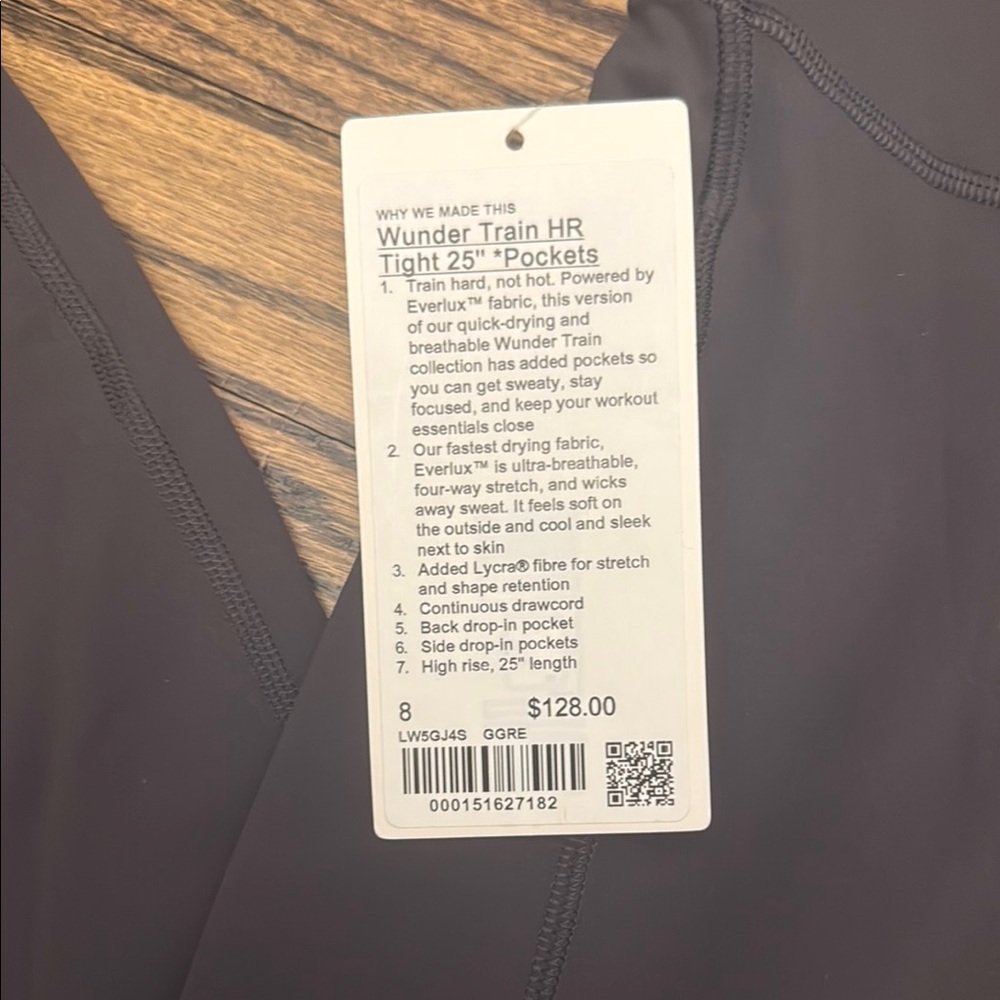 WHY WE MADE THIS
Wunder Train HR
Tight 25" *Pockets
1. Train hard, not hot. Powered by
Everlux™ fabric, this version
of our quick-drying and
breathable Wunder Train
collection has added pockets so
you can get sweaty, stay
focused, and keep your workout
essentials close
2. Our fastest drying fabric,
Everlux™ is ultra-breathable,
four-way stretch, and wicks
away sweat. It feels soft on
the outside and cool and sleek
next to skin
3. Added Lycra® fibre for stretch
and shape retention
4. Continuous drawcord
5. Back drop-in pocket
6. Side drop-in pockets
7. High rise, 25" length
8 $128.00
LW5GJ4S GGRE
000151627182